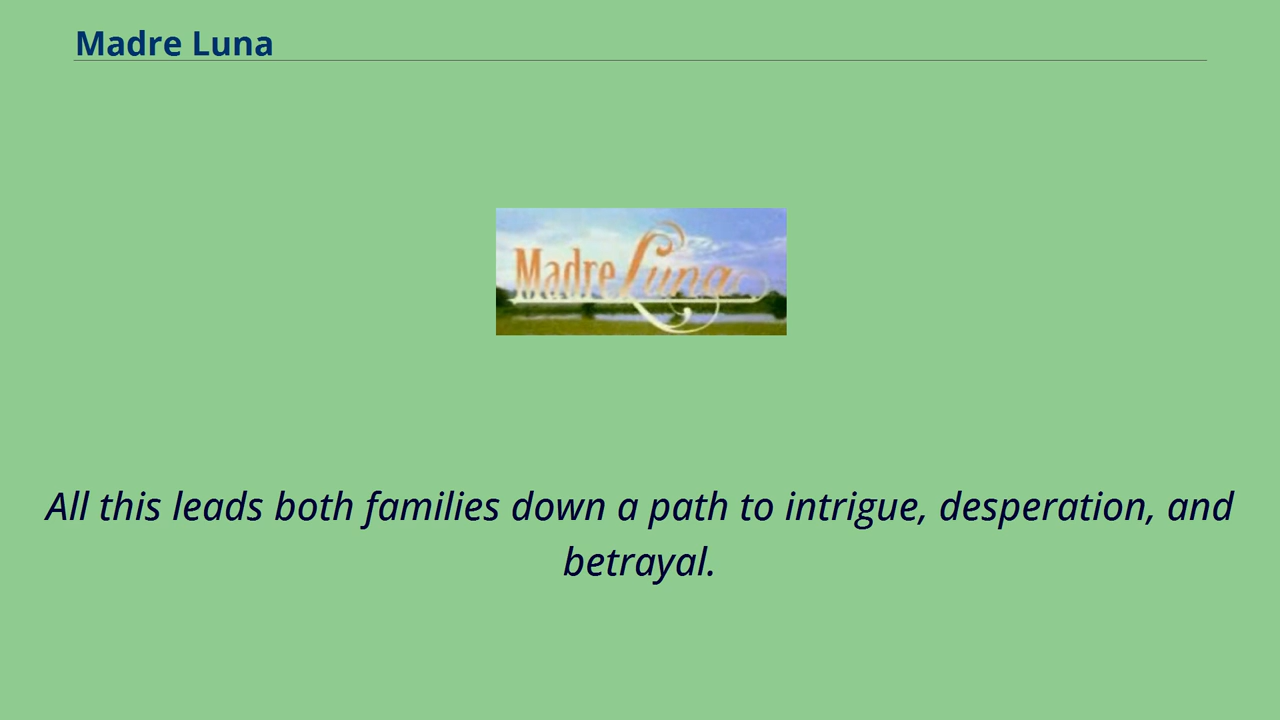 Madre Luna
Madre Luna
All this leads both families down a path to intrigue, desperation, and
betrayal.